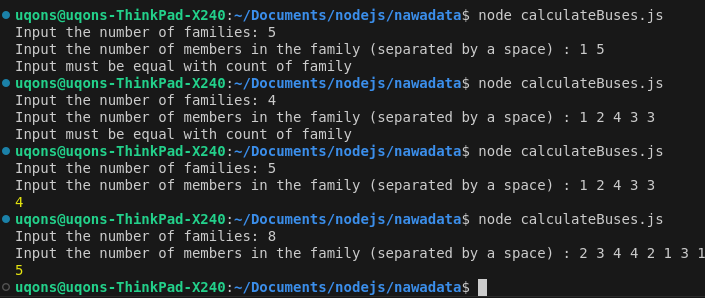 uqons@uqons-ThinkPad-X240:~/Documents/nodejs/nawadata$ node calculateBuses.js
Input the number of families: 5
Input the number of members in the family (separated by a space) : 1 5
Input must be equal with count of family
uqons@uqons-ThinkPad-X240:~/Documents/nodejs/nawadata$ node calculateBuses.js
Input the number of families: 4
Input the number of members in the family (separated by a space) : 1 2 4 3 3
Input must be equal with count of family
uqons@uqons-ThinkPad-X240:~/Documents/nodejs/nawadata$ node calculateBuses.js
Input the number of families: 5
Input the number of members in the family (separated by a space) : 1 2 4 3 3
4
uqons@uqons-ThinkPad-X240:~/Documents/nodejs/nawadata$ node calculateBuses.js
Input the number of families: 8
Input the number of members in the family (separated by a space) : 2 3 4 4 2 1 3 1
5
uqons@uqons-ThinkPad-X240:~/Documents/nodejs/nawadata$